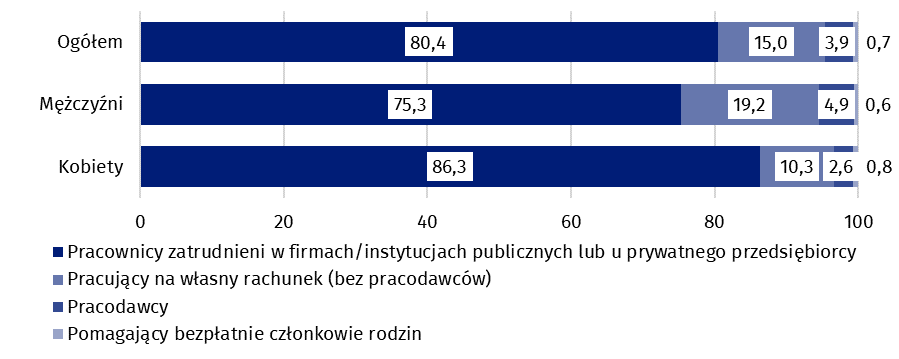 Ogółem 80,4 15,0 3,9 0,7
Mężczyźni 75,3 19,2 4,9 0,6
Kobiety 86,3 10,3 2,6 0,8
0 20 40 60 80 100
Pracownicy zatrudnieni w firmach/instytucjach publicznych lub u prywatnego przedsiębiorcy
Pracujący na własny rachunek (bez pracodawców)
Pracodawcy
Pomagający bezpłatnie członkowie rodzin